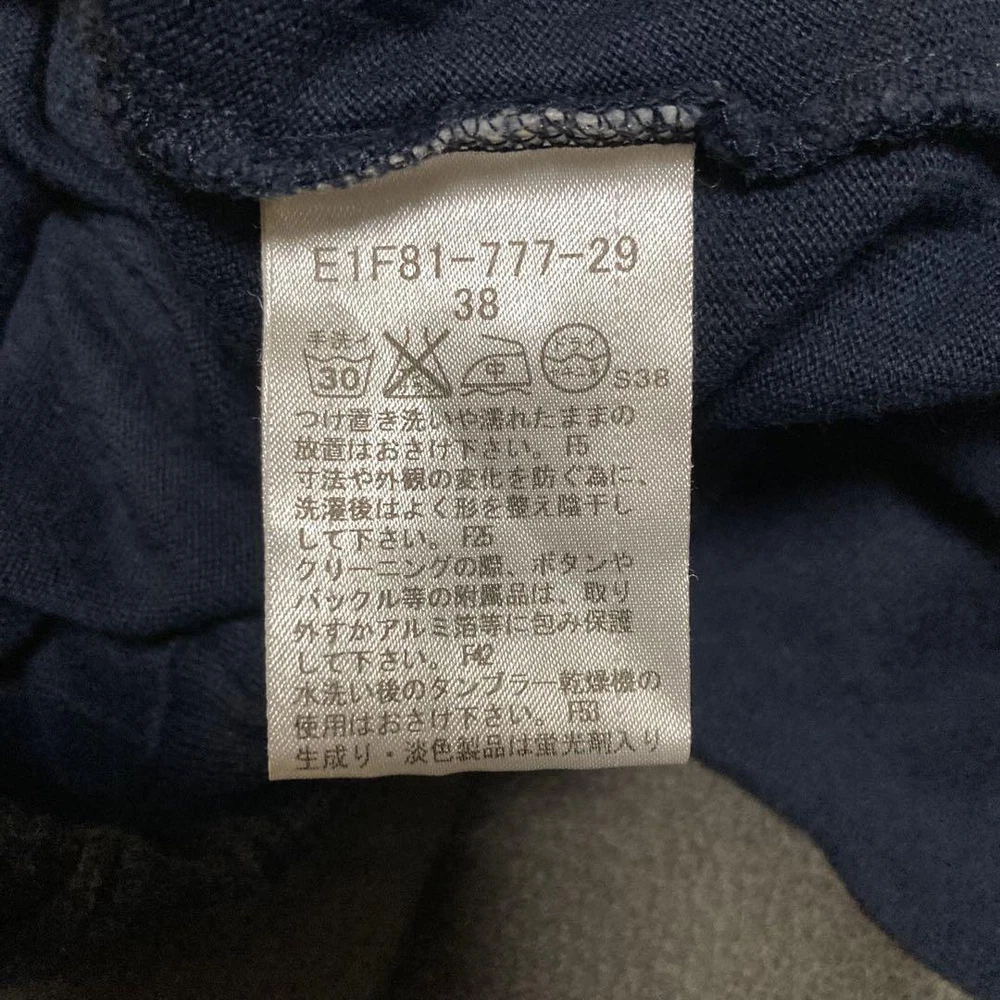 E1F81-777-29
38
手洗イ 30 中 ドライ S38
つけ直き洗いや濡れたままの
放置はおさけ下さい。 F5
寸法や外観の変化を防ぐ為に、
洗濯後はよく形を整え陰干し
して下さい。 F25
クリーニングの際、ボタンや
バックル等の附属品は、取り
外すかアルミ箔等に包み保護
して下さい。 F42
水洗い後のタンブラー乾燥機の
使用はおさけ下さい。 F53
生成り・淡色製品は蛍光剤入り